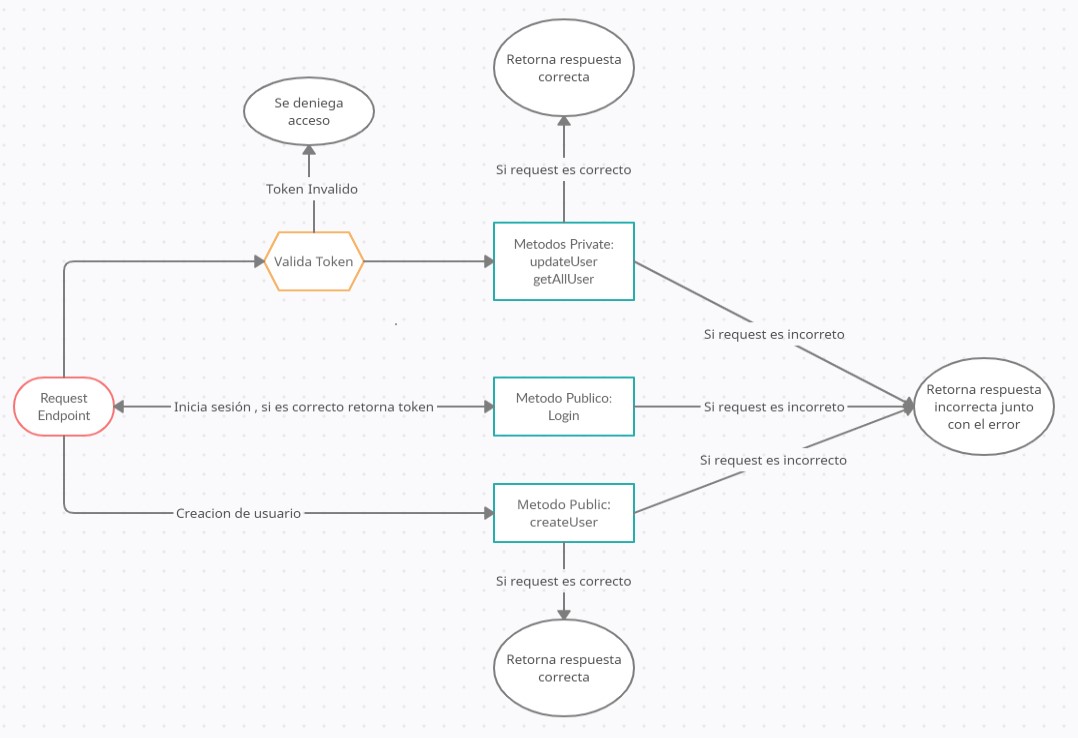 Retorna respuesta
correcta
Se deniega
acceso
Si request es correcto
Token Invalido
Metodos Private:
updateUser
getAllUser
Valida Token
Si request es incorreto
Request
Endpoint
Inicia sesión , si es correcto retorna token
Metodo Publico:
Login
Si request es incorreto
Retorna respuesta
incorrecta junto
con el error
Si request es incorrecto
Creacion de usuario
Metodo Public:
createUser
Si request es correcto
Retorna respuesta
correcta